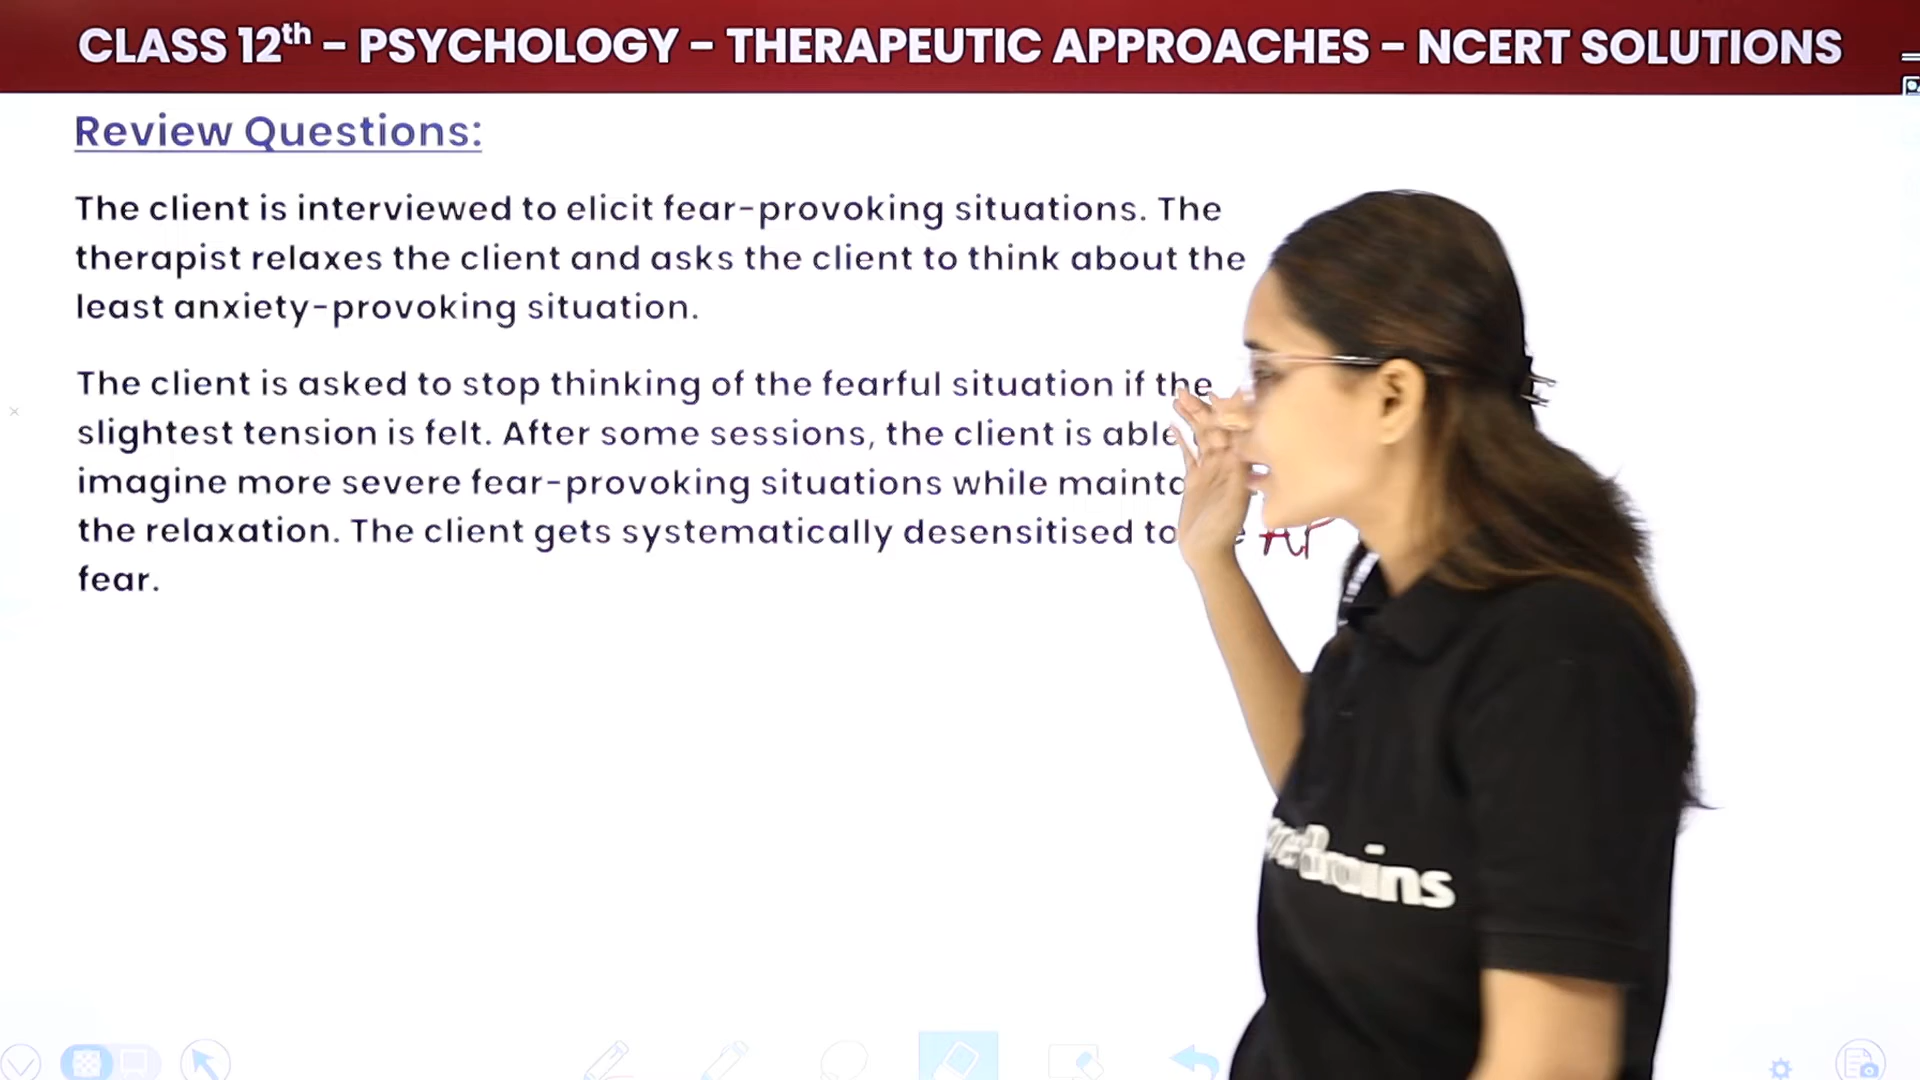 CLASS 12th – PSYCHOLOGY – THERAPEUTIC APPROACHES – NCERT SOLUTIONS
Review Questions:
The client is interviewed to elicit fear-provoking situations. The
therapist relaxes the client and asks the client to think about the
least anxiety-provoking situation.
The client is asked to stop thinking of the fearful situation if the
slightest tension is felt. After some sessions, the client is able
imagine more severe fear-provoking situations while
the relaxation. The client gets systematically desensitised to
fear.
Brains